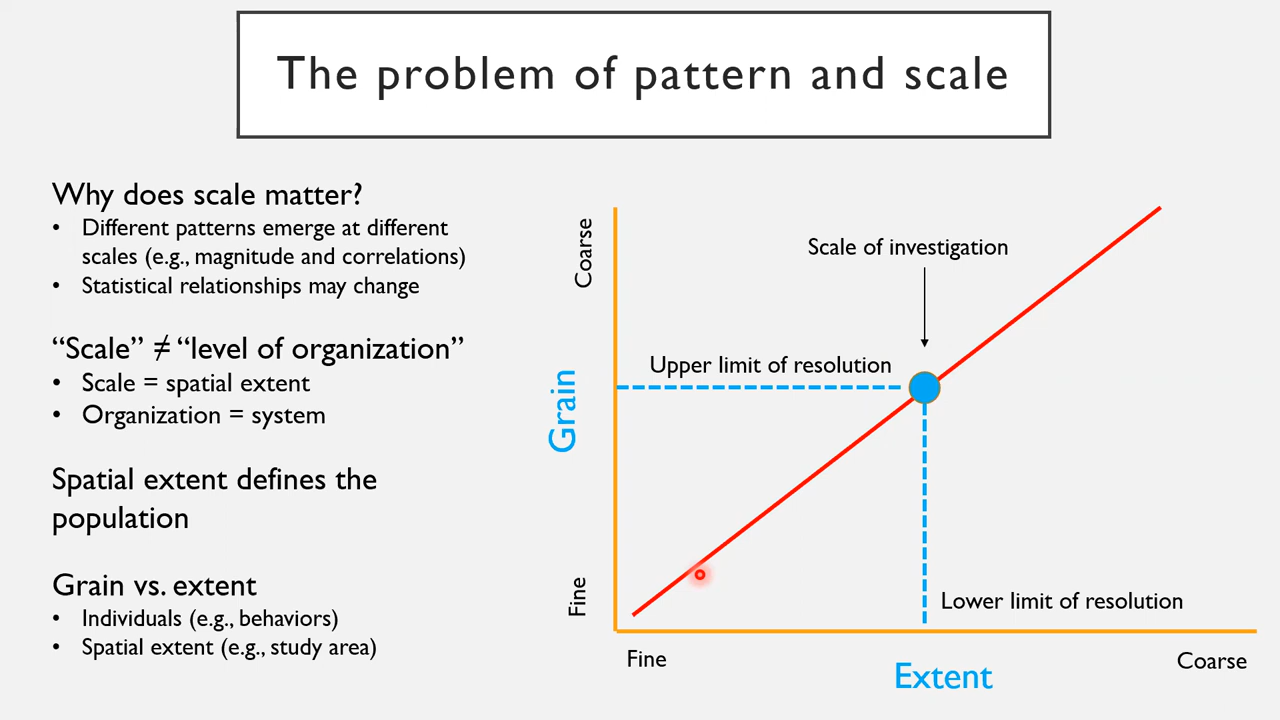 The problem of pattern and scale
Why does scale matter?
• Different patterns emerge at different
scales (e.g., magnitude and correlations)
• Statistical relationships may change
“Scale” ≠ “level of organization”
• Scale = spatial extent
• Organization = system
Spatial extent defines the
population
Grain vs. extent
• Individuals (e.g., behaviors)
• Spatial extent (e.g., study area)
Coarse
Grain
Fine
Scale of investigation
Upper limit of resolution
Lower limit of resolution
Fine
Extent
Coarse